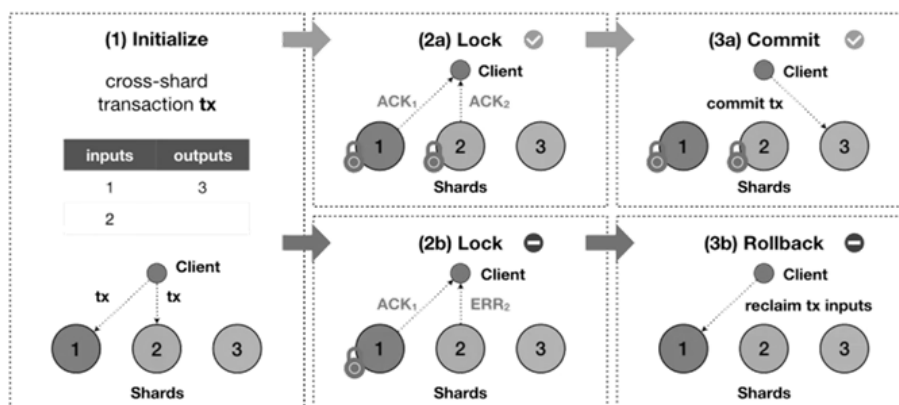 (1) Initialize
cross-shard
transaction tx
inputs outputs
1 3
2
Client
tx tx
1 2 3
Shards
(2a) Lock
Client
ACK1 ACK2
1 2 3
Shards
(3a) Commit
Client
commit tx
1 2 3
Shards
(2b) Lock
Client
ACK1 ERR2
1 2 3
Shards
(3b) Rollback
Client
reclaim tx inputs
1 2 3
Shards